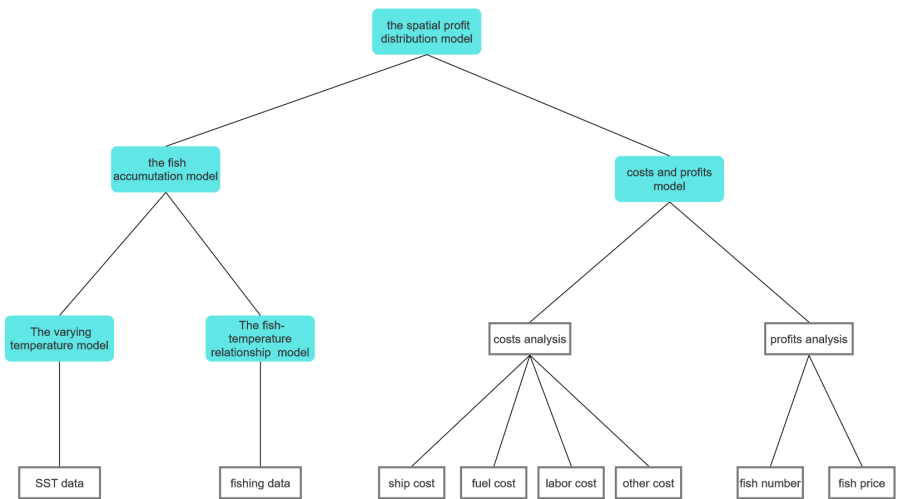 the spatial profit
distribution model
the fish
accumutation model
costs and profits
model
The varying
temperature model
The fish-
temperature
relationship model
costs analysis
profits analysis
SST data
fishing data
ship cost
fuel cost
labor cost
other cost
fish number
fish price